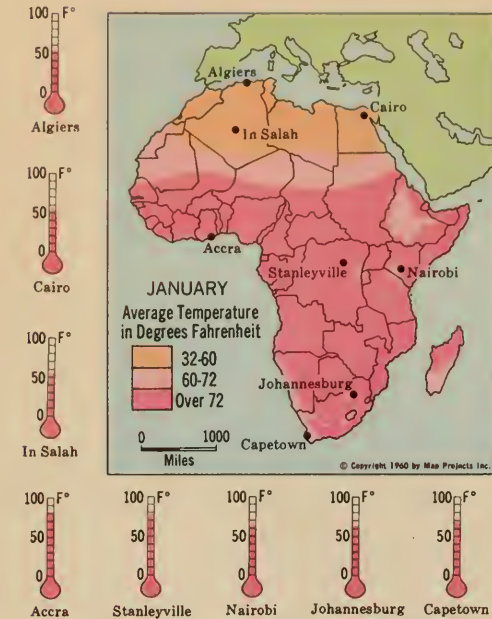 100 F°
50
0
Algiers
100
50
0
Cairo
100
50
0
In Salah
Algiers
Cairo
In Salah
Accra
Stanleyville
Nairobi
Johannesburg
Capetown
JANUARY
Average Temperature
in Degrees Fahrenheit
32-60
60-72
Over 72
0 1000
Miles
© Copyright 1960 by Map Projects Inc.
100 F°
50
0
Accra
100 F°
50
0
Stanleyville
100 F°
50
0
Nairobi
100 F°
50
0
Johannesburg
100 F°
50
0
Capetown